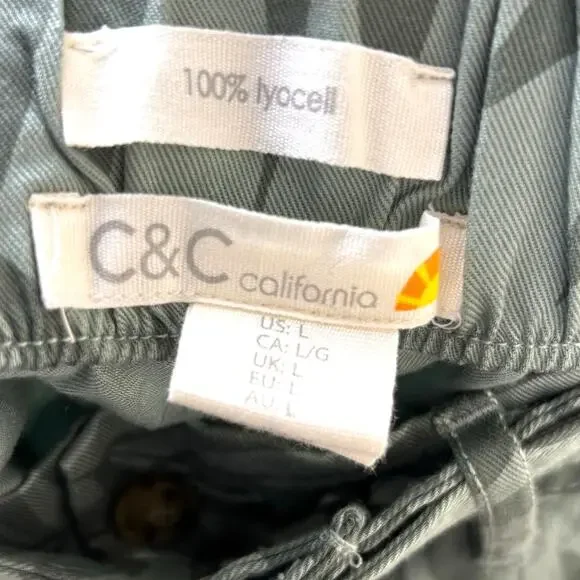 100% lyocell
C&C california
US: L
CA: L/G
UK: L
EU: L
AU: L